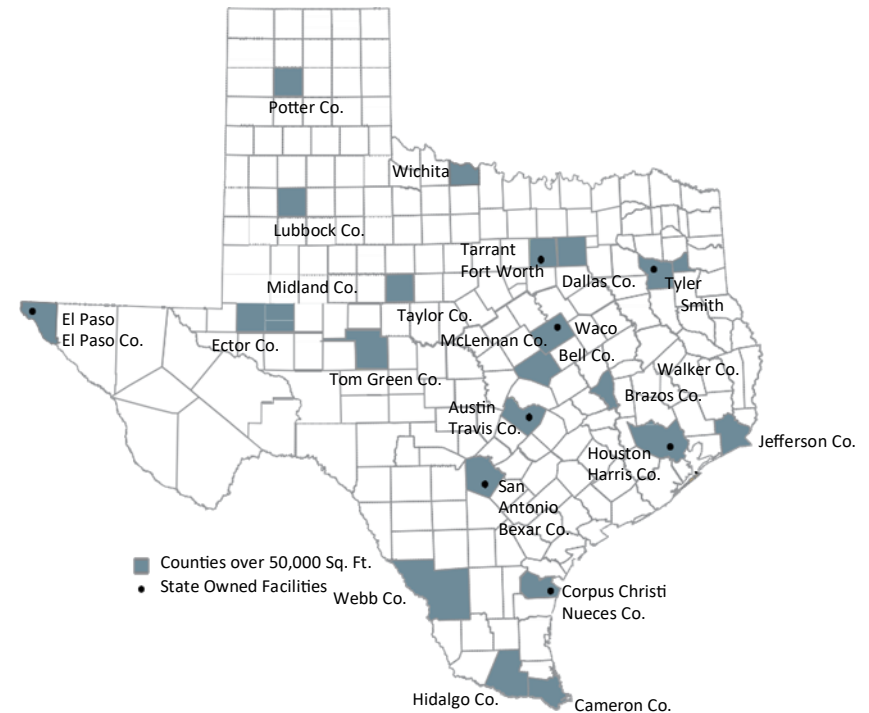 Potter Co.
Wichita
Lubbock Co.
Tarrant
Fort Worth
Dallas Co.
Midland Co.
Tyler
Smith
Taylor Co.
El Paso
El Paso Co.
Ector Co.
McLennan Co.
Waco
Bell Co.
Tom Green Co.
Walker Co.
Brazos Co.
Austin
Travis Co.
Houston
Harris Co.
Jefferson Co.
San
Antonio
Bexar Co.
Counties over 50,000 Sq. Ft.
State Owned Facilities
Webb Co.
Corpus Christi
Nueces Co.
Hidalgo Co.
Cameron Co.